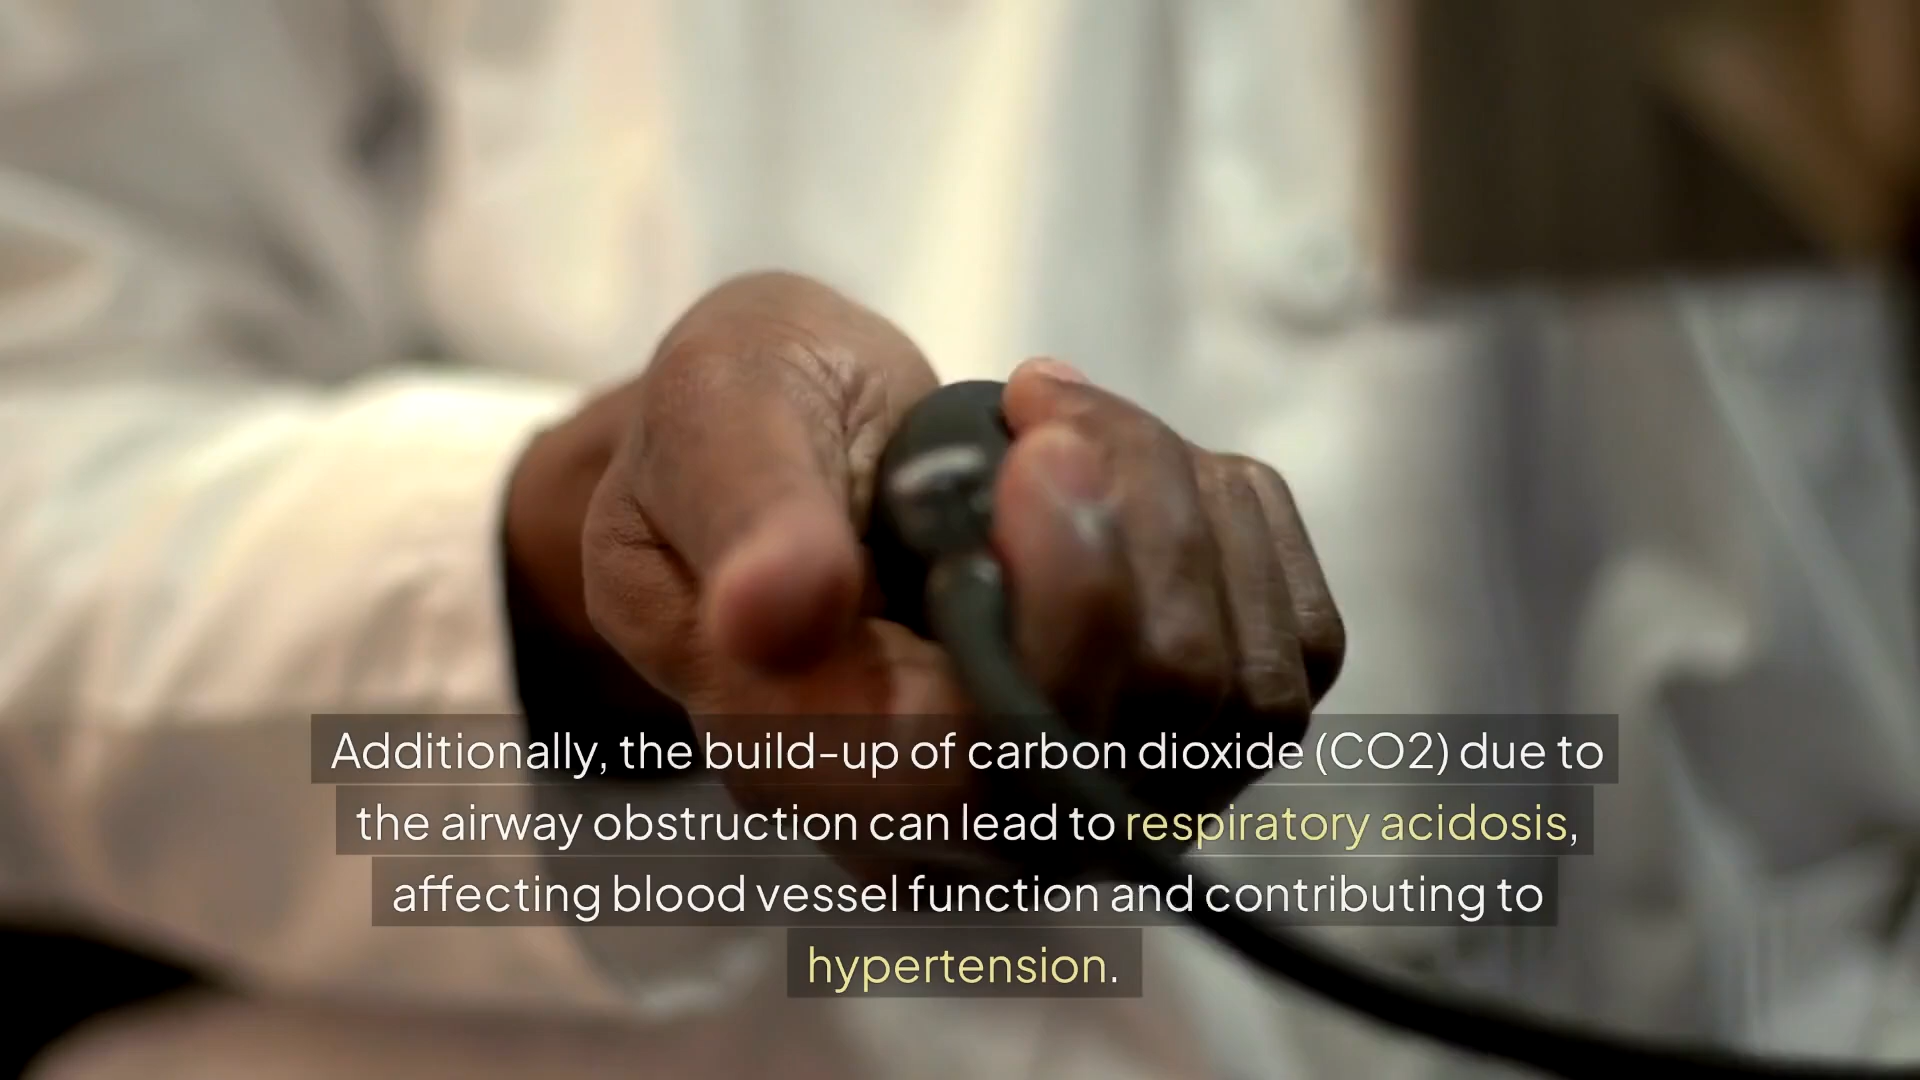 Additionally, the build-up of carbon dioxide (CO2) due to
the airway obstruction can lead to respiratory acidosis,
affecting blood vessel function and contributing to
hypertension.